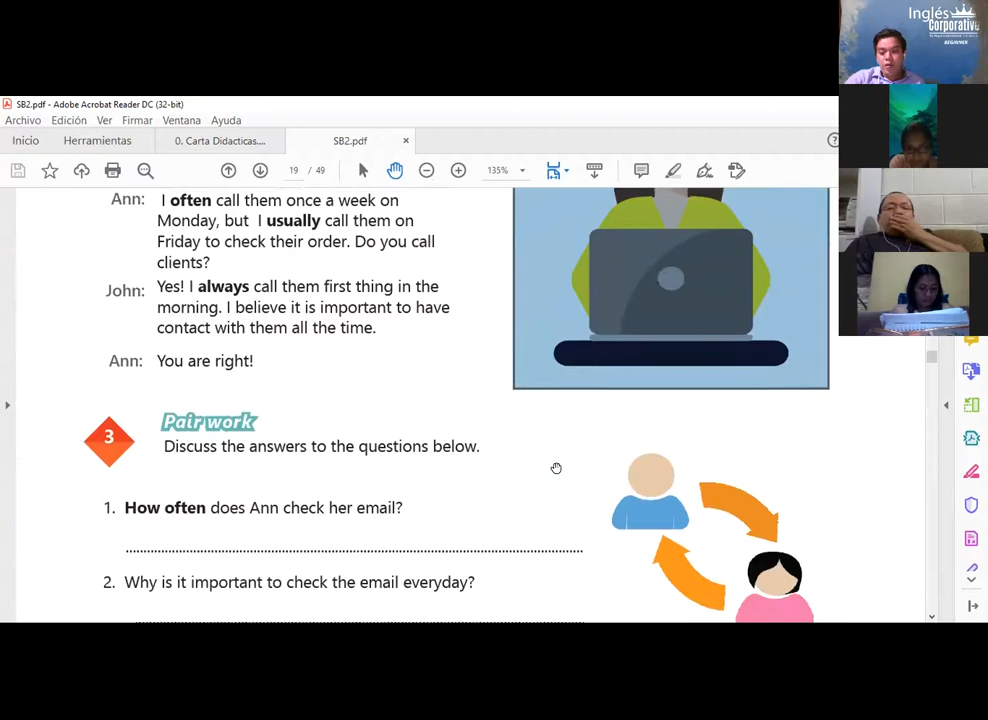 Inglés
Corporativo
BEGINNER
SB2.pdf - Adobe Acrobat Reader DC (32-bit)
Archivo Edición Ver Firmar Ventana Ayuda
Inicio Herramientas 0. Carta Didacticas.... SB2.pdf ×
19 / 49 135%
Ann: I often call them once a week on
Monday, but I usually call them on
Friday to check their order. Do you call
clients?
John: Yes! I always call them first thing in the
morning. I believe it is important to have
contact with them all the time.
Ann: You are right!
3 Pair work
Discuss the answers to the questions below.
1. How often does Ann check her email?
2. Why is it important to check the email everyday?